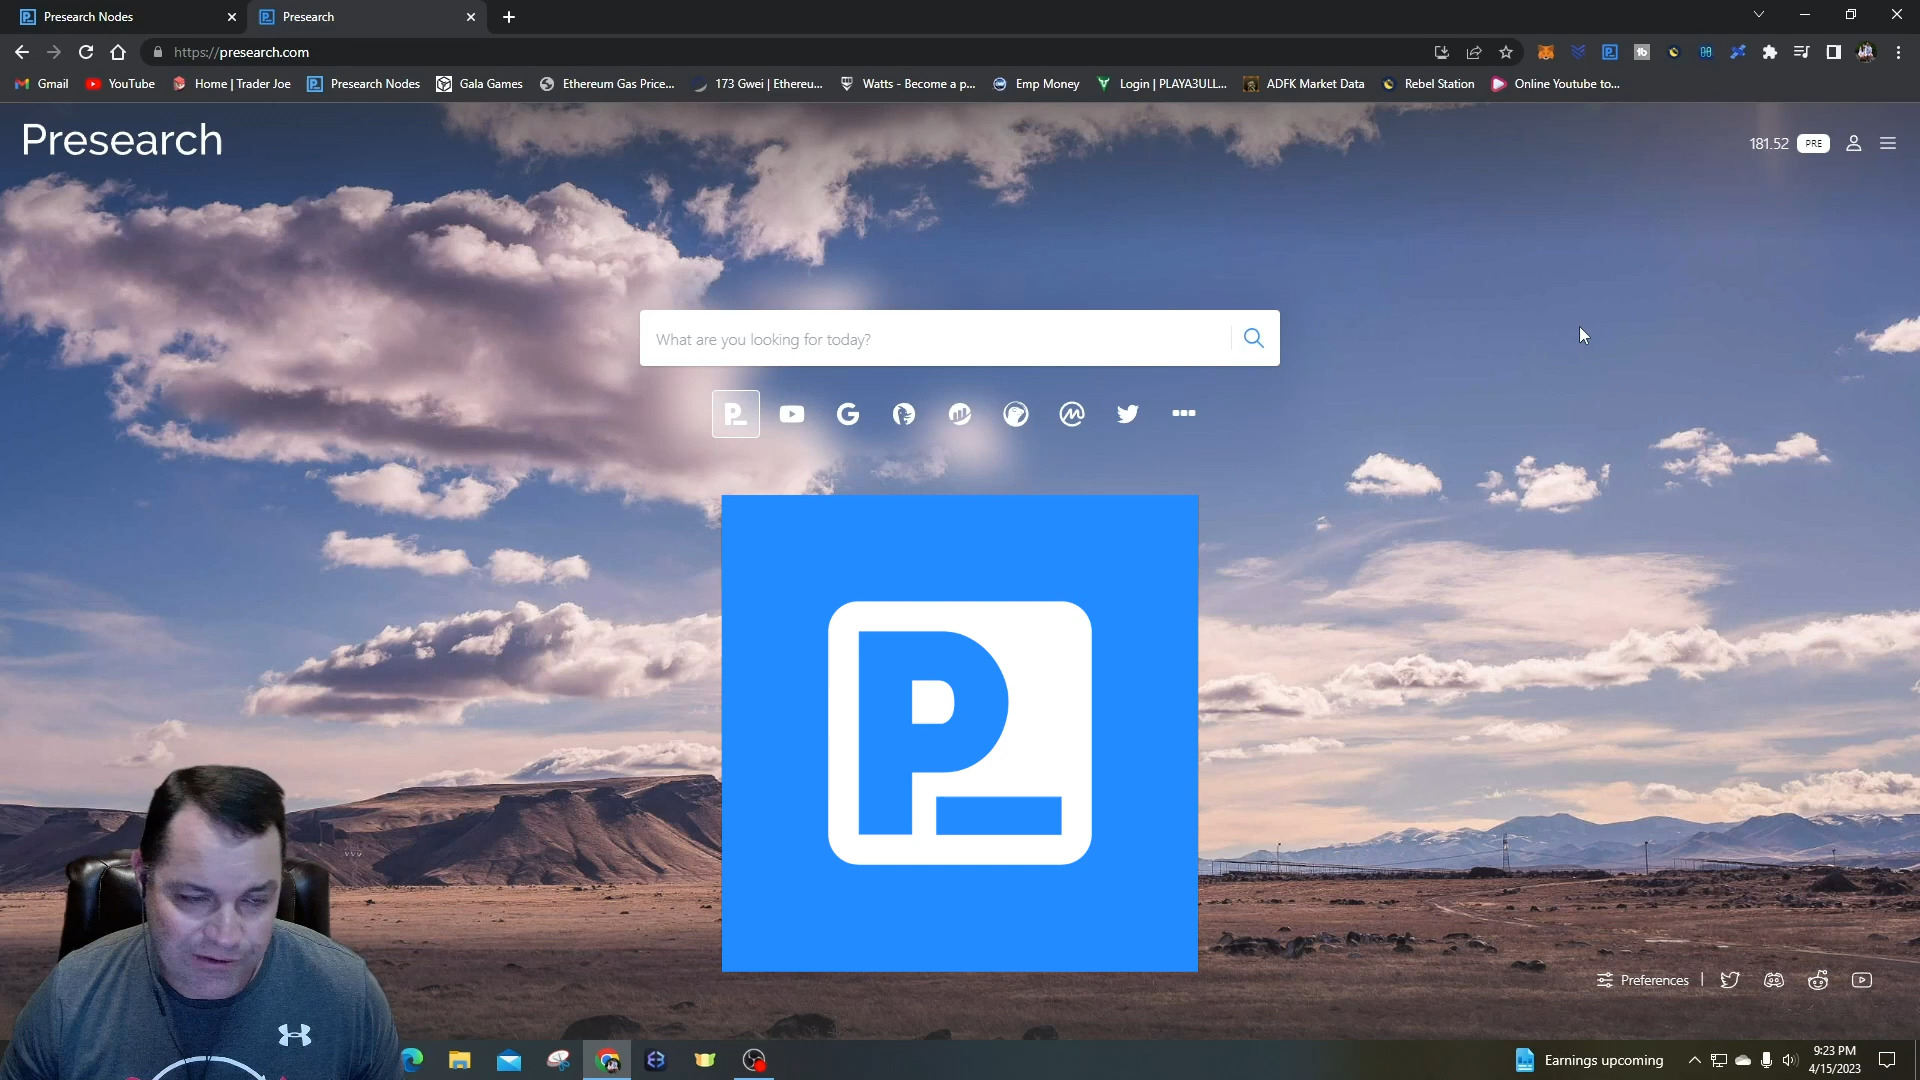 Presearch Nodes
Presearch
https://presearch.com
Gmail
YouTube
Home | Trader Joe
Presearch Nodes
Gala Games
Ethereum Gas Price...
173 Gwei | Ethereu...
Watts - Become a p...
Emp Money
Login | PLAYA3ULL...
ADFK Market Data
Rebel Station
Online Youtube to...
Presearch
181.52 PRE
What are you looking for today?
Preferences
Earnings upcoming
9:23 PM
4/15/2023